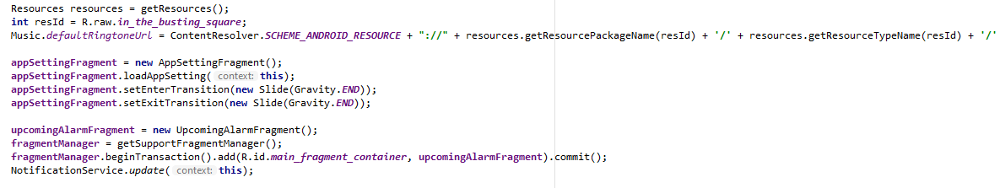 Resources resources = getResources();
int resId = R.raw.in_the_busting_square;
Music.defaultRingtoneUrl = ContentResolver.SCHEME_ANDROID_RESOURCE + "://" + resources.getResourcePackageName(resId) + '/' + resources.getResourceTypeName(resId) + '/'
appSettingFragment = new AppSettingFragment();
appSettingFragment.loadAppSetting( context: this);
appSettingFragment.setEnterTransition(new Slide(Gravity.END));
appSettingFragment.setExitTransition(new Slide(Gravity.END));
upcomingAlarmFragment = new UpcomingAlarmFragment();
fragmentManager = getSupportFragmentManager();
fragmentManager.beginTransaction().add(R.id.main_fragment_container, upcomingAlarmFragment).commit();
NotificationService.update( context: this);